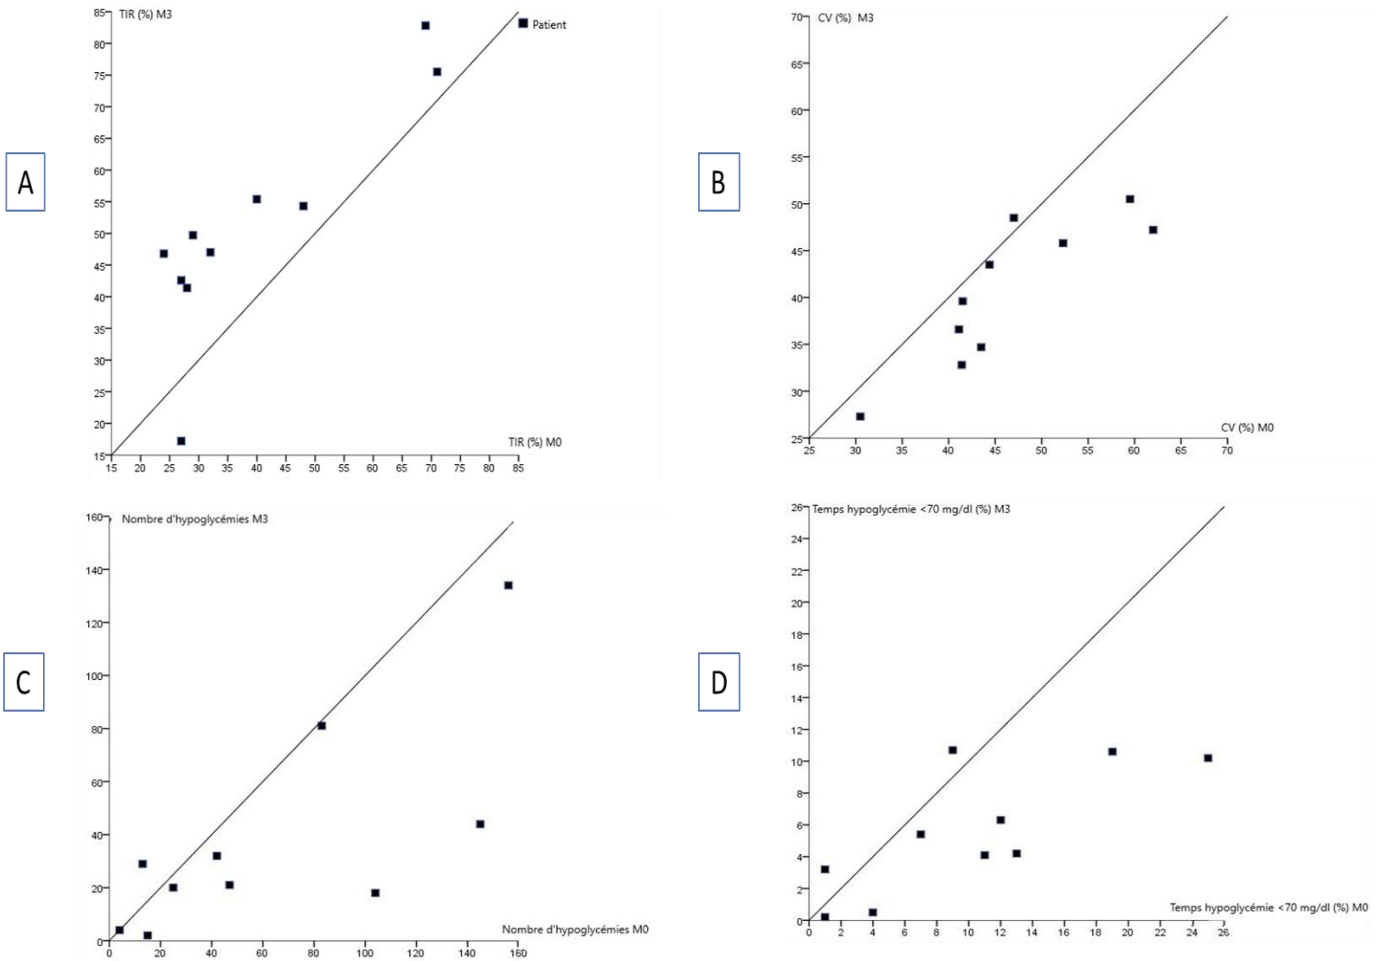 A
TIR (%) M3
Patient
85
80
75
70
65
60
55
50
45
40
35
30
25
20
15
TIR (%) M0
15 20 25 30 35 40 45 50 55 60 65 70 75 80 85
B
CV (%) M3
70
65
60
55
50
45
40
35
30
25
CV (%) M0
25 30 35 40 45 50 55 60 65 70
C
Nombre d'hypoglycémies M3
160
140
120
100
80
60
40
20
0
Nombre d'hypoglycémies M0
0 20 40 60 80 100 120 140 160
D
Temps hypoglycémie <70 mg/dl (%) M3
26
24
22
20
18
16
14
12
10
8
6
4
2
0
Temps hypoglycémie <70 mg/dl (%) M0
0 2 4 6 8 10 12 14 16 18 20 22 24 26